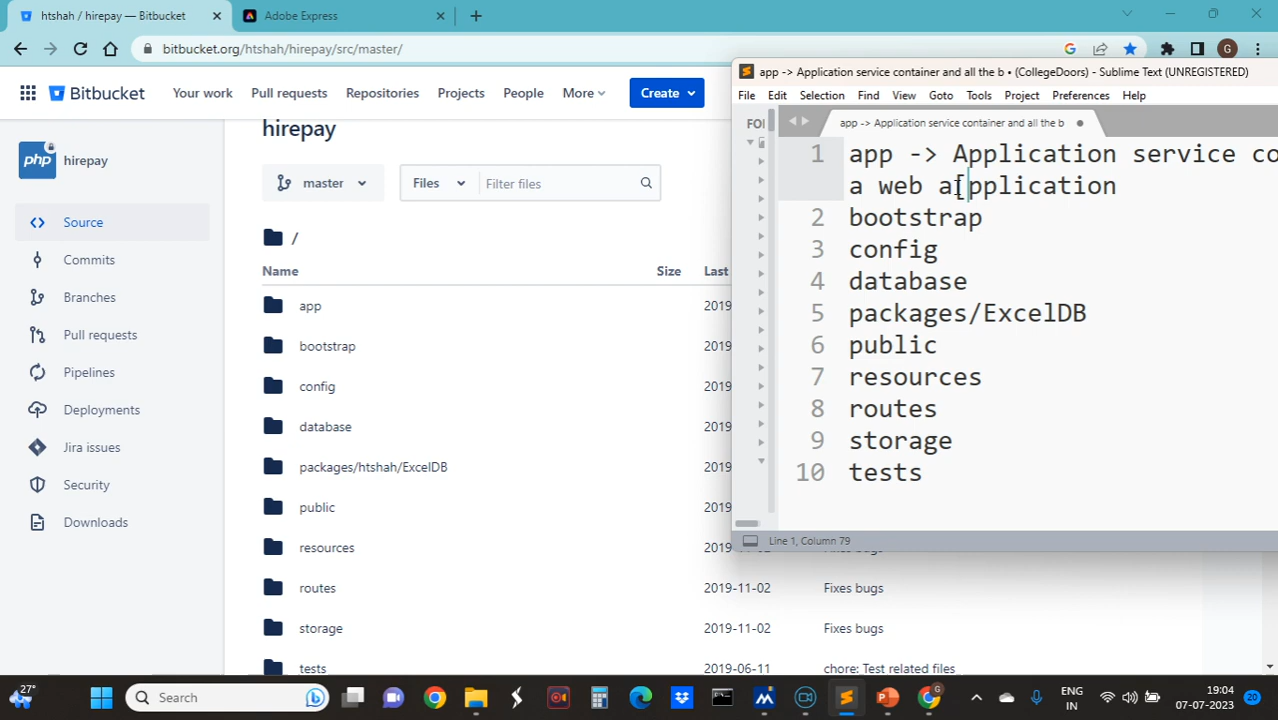 htshah / hirepay — Bitbucket
Adobe Express
bitbucket.org/htshah/hirepay/src/master/
G
Bitbucket
Your work
Pull requests
Repositories
Projects
People
More
Create
php
hirepay
Source
Commits
Branches
Pull requests
Pipelines
Deployments
Jira issues
Security
Downloads
hirepay
master
Files
Filter files
/
Name
Size
Last
app
2019
bootstrap
2019
config
2019
database
2019
packages/htshah/ExcelDB
2019
public
2019
resources
2019-11-02
Fixes bugs
routes
2019-11-02
Fixes bugs
storage
2019-11-02
Fixes bugs
tests
2019-06-11
chore: Test related files
app -> Application service container and all the b • (CollegeDoors) - Sublime Text (UNREGISTERED)
File
Edit
Selection
Find
View
Goto
Tools
Project
Preferences
Help
FOI
app -> Application service container and all the b
1 app -> Application service co
a web application
2 bootstrap
3 config
4 database
5 packages/ExcelDB
6 public
7 resources
8 routes
9 storage
10 tests
Line 1, Column 79
27°
Search
ENG
IN
19:04
07-07-2023
20